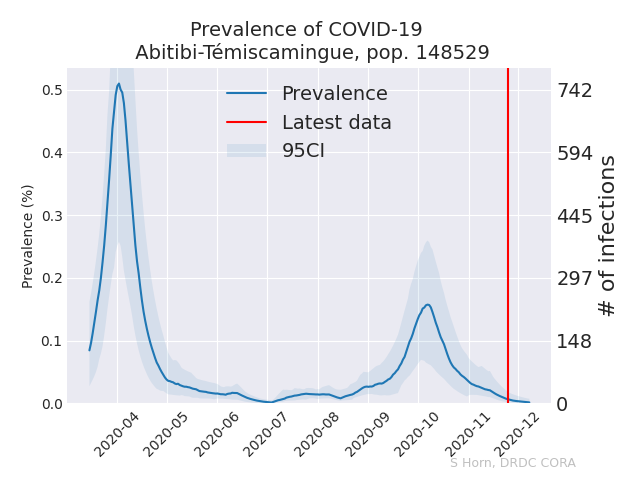 Prevalence of COVID-19
Abitibi-Témiscamingue, pop. 148529
Prevalence
Latest data
95CI
Prevalence (%)
0.5
0.4
0.3
0.2
0.1
0.0
742
594
445
297
148
0
# of infections
2020-04
2020-05
2020-06
2020-07
2020-08
2020-09
2020-10
2020-11
2020-12
S Horn, DRDC CORA